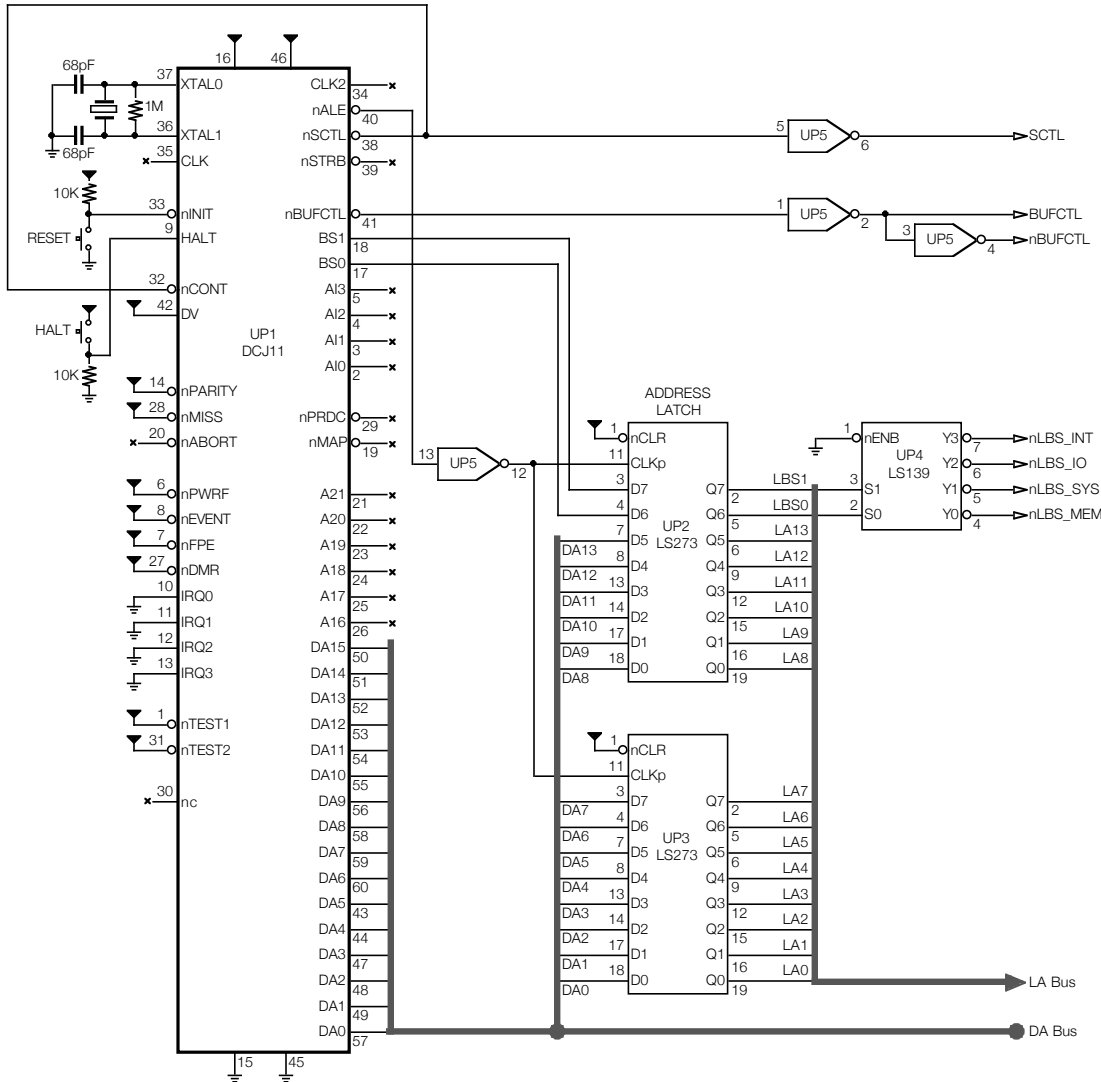 16
46
68pF
37
XTAL0
CLK2
34
1M
nALE
40
36
XTAL1
nSCTL
38
5
UP5
6
SCTL
68pF
35
CLK
nSTRB
39
10K
33
nINIT
nBUFCTL
41
1
UP5
2
BUFCTL
RESET
9
HALT
BS1
18
3
UP5
4
nBUFCTL
BS0
17
32
nCONT
AI3
5
42
DV
AI2
4
HALT
UP1
DCJ11
AI1
3
AI0
2
10K
14
nPARITY
28
nMISS
nPRDC
29
20
nABORT
nMAP
19
13
UP5
12
6
nPWRF
A21
21
8
nEVENT
A20
22
7
nFPE
A19
23
27
nDMR
A18
24
10
IRQ0
A17
25
11
IRQ1
A16
26
12
IRQ2
DA15
50
13
IRQ3
DA14
51
DA13
52
1
nTEST1
DA12
53
31
nTEST2
DA11
54
DA10
55
30
nc
DA9
56
DA8
58
DA7
59
DA6
60
DA5
43
DA4
44
DA3
47
DA2
48
DA1
49
DA0
57
15
45
ADDRESS
LATCH
1
nCLR
11
CLKp
3
D7
Q7
2
LBS1
4
D6
Q6
5
LBS0
7
D5
UP2
LS273
Q5
6
LA13
DA13
8
D4
Q4
9
LA12
DA12
13
D3
Q3
12
LA11
DA11
14
D2
Q2
15
LA10
DA10
17
D1
Q1
16
LA9
DA9
18
D0
Q0
19
LA8
DA8
1
nENB
UP4
LS139
Y3
7
nLBS_INT
Y2
6
nLBS_IO
3
S1
Y1
5
nLBS_SYS
2
S0
Y0
4
nLBS_MEM
1
nCLR
11
CLKp
3
D7
Q7
2
LA7
DA7
4
D6
Q6
5
LA6
DA6
7
D5
UP3
LS273
Q5
6
LA5
DA5
8
D4
Q4
9
LA4
DA4
13
D3
Q3
12
LA3
DA3
14
D2
Q2
15
LA2
DA2
17
D1
Q1
16
LA1
DA1
18
D0
Q0
19
LA0
DA0
LA Bus
DA Bus